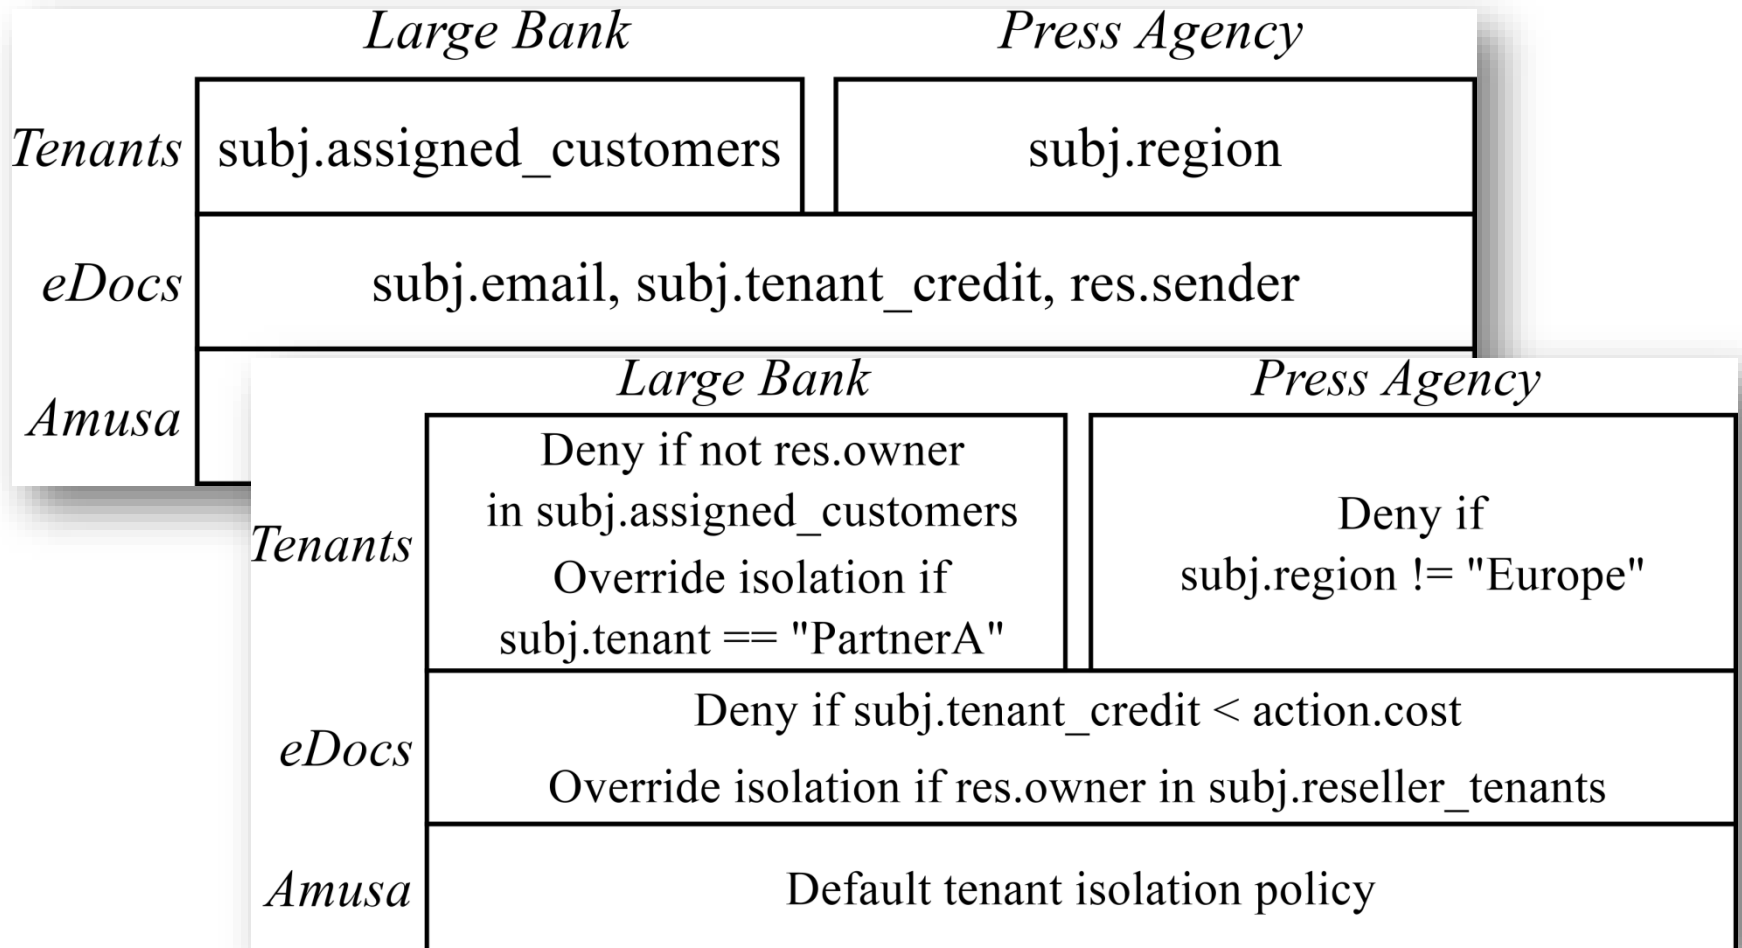 Large Bank Press Agency
Tenants subj.assigned_customers subj.region
eDocs subj.email, subj.tenant_credit, res.sender
Amusa
Large Bank Press Agency
Tenants
Deny if not res.owner
in subj.assigned_customers
Override isolation if
subj.tenant == "PartnerA"
Deny if
subj.region != "Europe"
eDocs
Deny if subj.tenant_credit < action.cost
Override isolation if res.owner in subj.reseller_tenants
Amusa Default tenant isolation policy